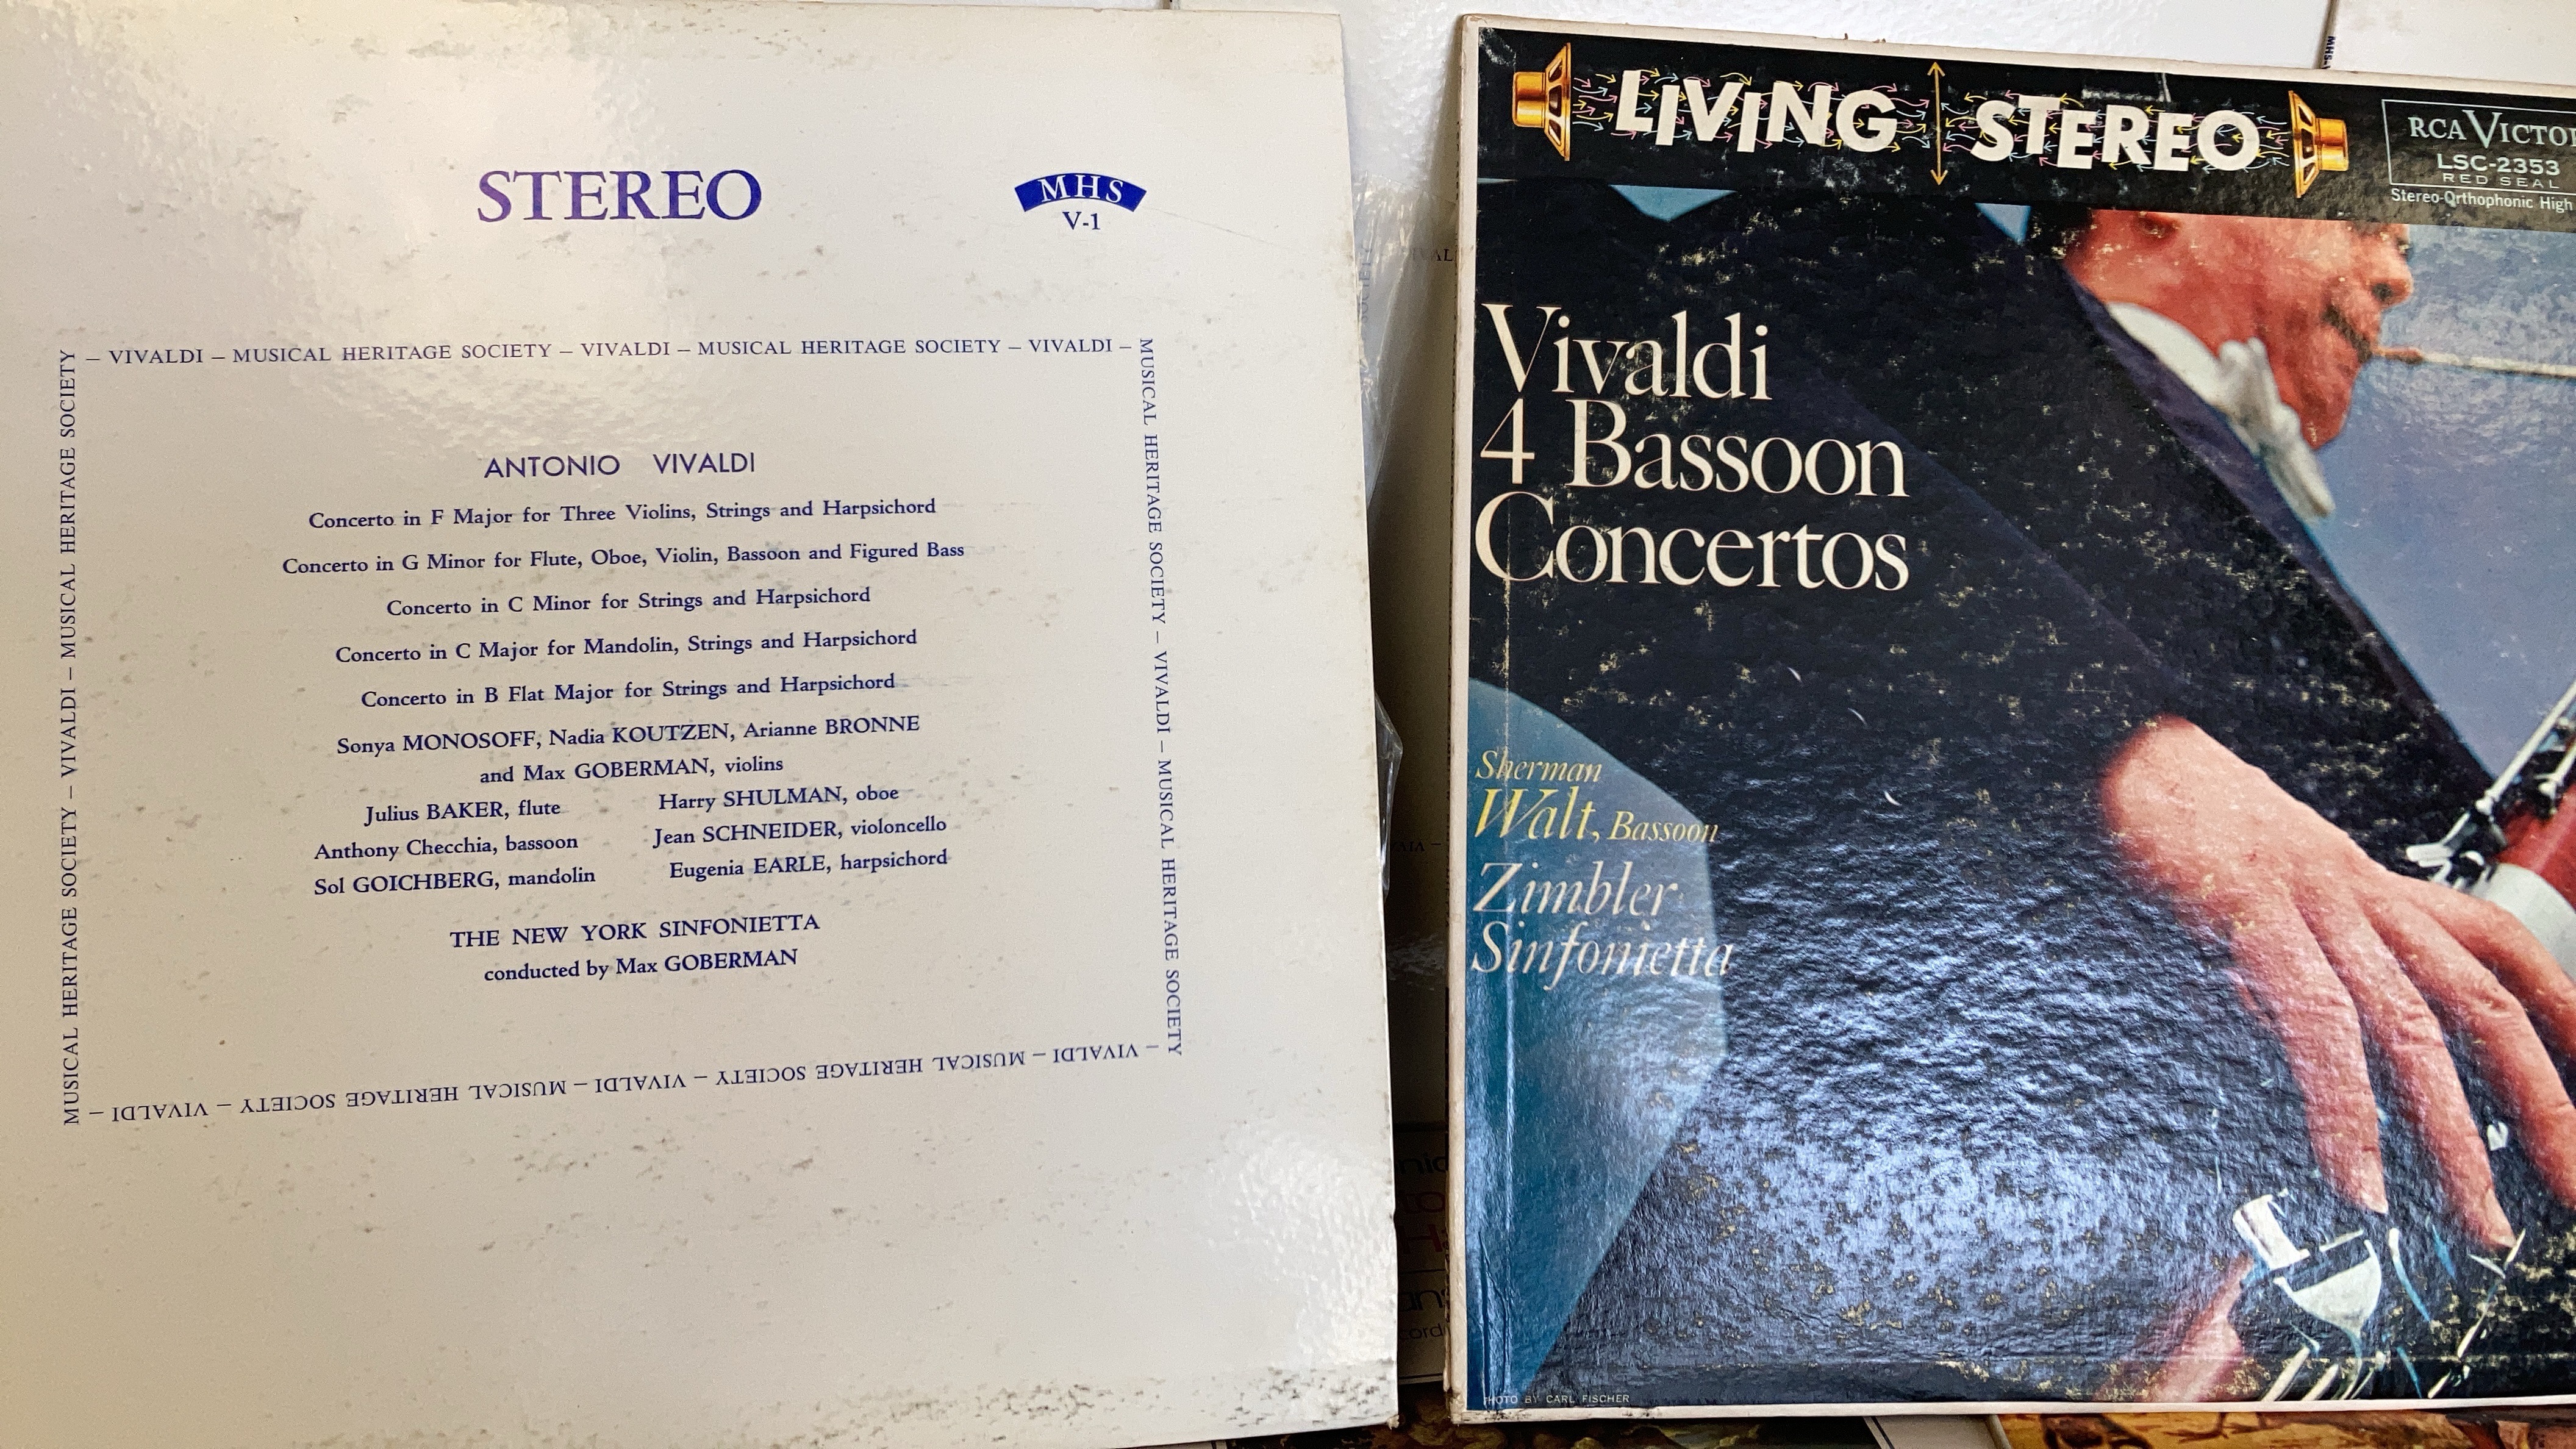 STEREO
MHS
V-1
– VIVALDI – MUSICAL HERITAGE SOCIETY – VIVALDI – MUSICAL HERITAGE SOCIETY – VIVALDI –
MUSICAL HERITAGE SOCIETY – VIVALDI – MUSICAL HERITAGE SOCIETY
ANTONIO VIVALDI
Concerto in F Major for Three Violins, Strings and Harpsichord
Concerto in G Minor for Flute, Oboe, Violin, Bassoon and Figured Bass
Concerto in C Minor for Strings and Harpsichord
Concerto in C Major for Mandolin, Strings and Harpsichord
Concerto in B Flat Major for Strings and Harpsichord
Sonya MONOSOFF, Nadia KOUTZEN, Arianne BRONNE
and Max GOBERMAN, violins
Julius BAKER, flute Harry SHULMAN, oboe
Anthony Checchia, bassoon Jean SCHNEIDER, violoncello
Sol GOICHBERG, mandolin Eugenia EARLE, harpsichord
THE NEW YORK SINFONIETTA
conducted by Max GOBERMAN
– VIVALDI – MUSICAL HERITAGE SOCIETY – VIVALDI – MUSICAL HERITAGE SOCIETY – VIVALDI –
MUSICAL HERITAGE SOCIETY – VIVALDI – MUSICAL HERITAGE SOCIETY – VIVALDI – MUSICAL HERITAGE SOCIETY
LIVING STEREO
RCA VICTO
LSC-2353
RED SEAL
Stereo-Orthophonic High
Vivaldi
4 Bassoon
Concertos
Sherman
Walt, Bassoon
Zimbler
Sinfonietta
PHOTO BY CARL FISCHER